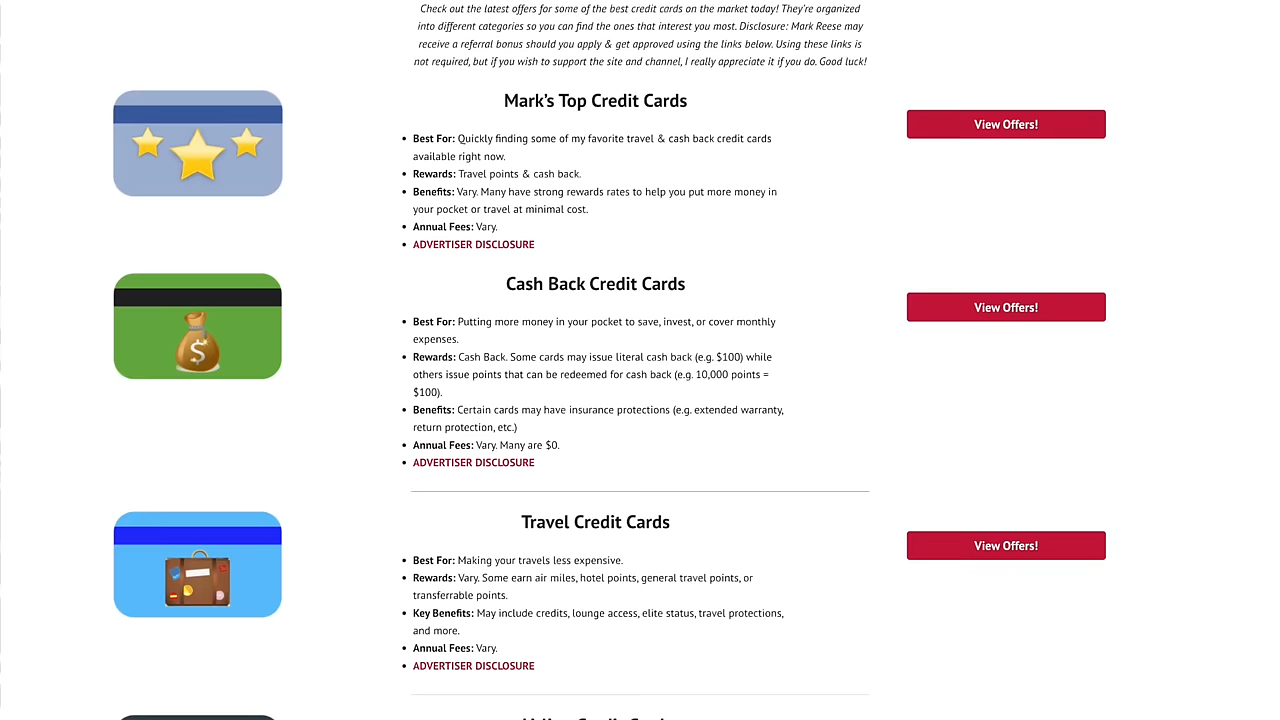 Check out the latest offers for some of the best credit cards on the market today! They're organized
into different categories so you can find the ones that interest you most. Disclosure: Mark Reese may
receive a referral bonus should you apply & get approved using the links below. Using these links is
not required, but if you wish to support the site and channel, I really appreciate it if you do. Good luck!
Mark's Top Credit Cards
View Offers!
• Best For: Quickly finding some of my favorite travel & cash back credit cards
available right now.
• Rewards: Travel points & cash back.
• Benefits: Vary. Many have strong rewards rates to help you put more money in
your pocket or travel at minimal cost.
• Annual Fees: Vary.
• ADVERTISER DISCLOSURE
Cash Back Credit Cards
View Offers!
• Best For: Putting more money in your pocket to save, invest, or cover monthly
expenses.
• Rewards: Cash Back. Some cards may issue literal cash back (e.g. $100) while
others issue points that can be redeemed for cash back (e.g. 10,000 points =
$100).
• Benefits: Certain cards may have insurance protections (e.g. extended warranty,
return protection, etc.)
• Annual Fees: Vary. Many are $0.
• ADVERTISER DISCLOSURE
Travel Credit Cards
View Offers!
• Best For: Making your travels less expensive.
• Rewards: Vary. Some earn air miles, hotel points, general travel points, or
transferrable points.
• Key Benefits: May include credits, lounge access, elite status, travel protections,
and more.
• Annual Fees: Vary.
• ADVERTISER DISCLOSURE